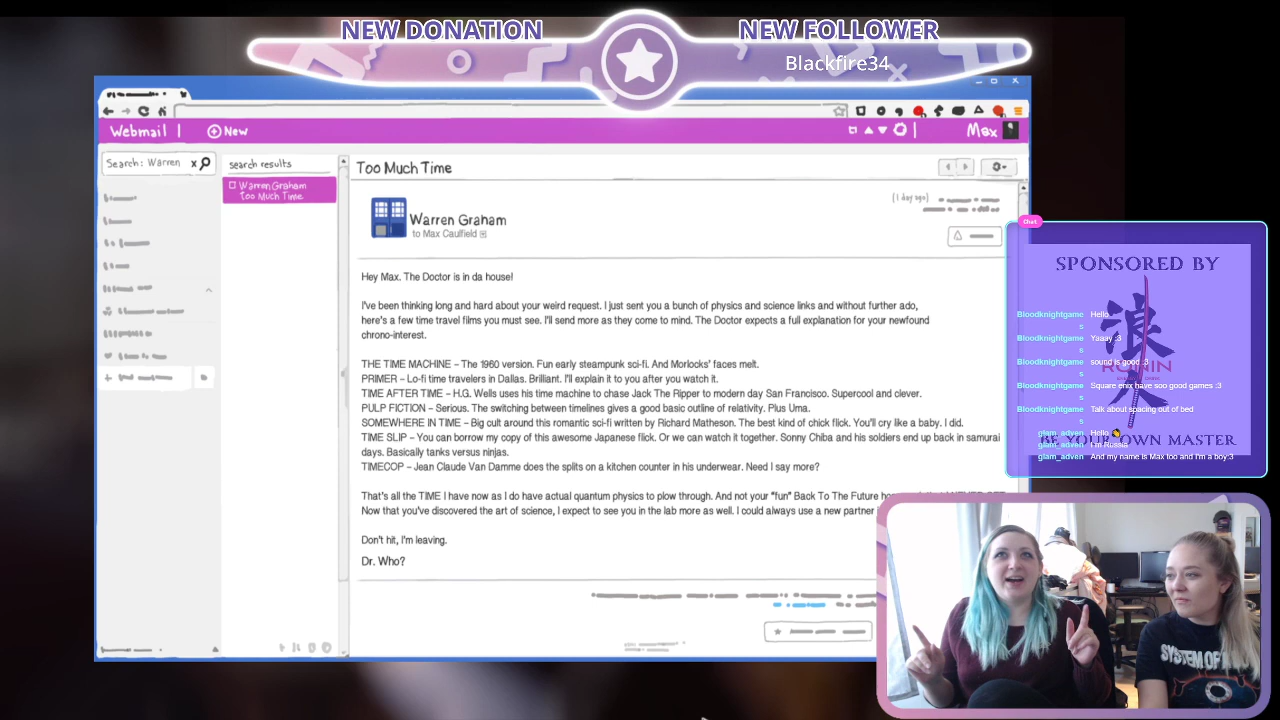 NEW DONATION
NEW FOLLOWER
Blackfire34
Webmail |
New
Max
Search: Warren x
search results
Warren Graham
Too Much Time
Too Much Time
(1 day ago)
Warren Graham
to Max Caulfield
Hey Max. The Doctor is in da house!
I've been thinking long and hard about your weird request. I just sent you a bunch of physics and science links and without further ado,
here's a few time travel films you must see. I'll send more as they come to mind. The Doctor expects a full explanation for your newfound
chrono-interest.
THE TIME MACHINE – The 1960 version. Fun early steampunk sci-fi. And Morlocks' faces melt.
PRIMER – Lo-fi time travelers in Dallas. Brilliant. I'll explain it to you after you watch it.
TIME AFTER TIME – H.G. Wells uses his time machine to chase Jack The Ripper to modern day San Francisco. Supercool and clever.
PULP FICTION – Serious. The switching between timelines gives a good basic outline of relativity. Plus Uma.
SOMEWHERE IN TIME – Big cult around this romantic sci-fi written by Richard Matheson. The best kind of chick flick. You'll cry like a baby. I did.
TIME SLIP – You can borrow my copy of this awesome Japanese flick. Or we can watch it together. Sonny Chiba and his soldiers end up back in samurai
days. Basically tanks versus ninjas.
TIMECOP – Jean Claude Van Damme does the splits on a kitchen counter in his underwear. Need I say more?
That's all the TIME I have now as I do have actual quantum physics to plow through. And not your "fun" Back To The Future
Now that you've discovered the art of science, I expect to see you in the lab more as well. I could always use a new partner
Don't hit, I'm leaving.
Dr. Who?
Chat
SPONSORED BY
浪
人
RONIN
BE YOUR OWN MASTER
Bloodknightgames Hello
Bloodknightgames Yaaay :3
Bloodknightgames sound is good :3
Bloodknightgames Square enix have soo good games :3
Bloodknightgames Talk about spacing out of bed
glam_adven Hello 👋
glam_adven I'm Russia
glam_adven And my name is Max too and I'm a boy:3
SYSTEM OF